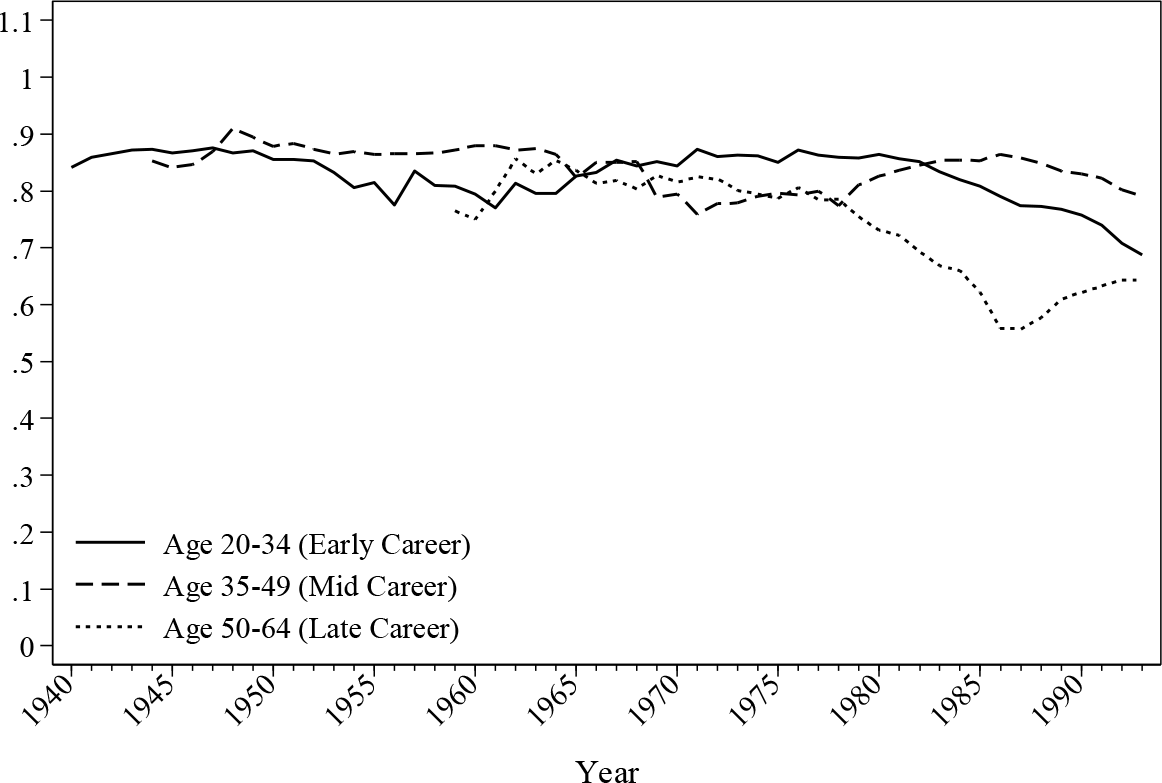 1.1
1
.9
.8
.7
.6
.5
.4
.3
.2
.1
0
Age 20-34 (Early Career)
Age 35-49 (Mid Career)
Age 50-64 (Late Career)
1940 1945 1950 1955 1960 1965 1970 1975 1980 1985 1990
Year